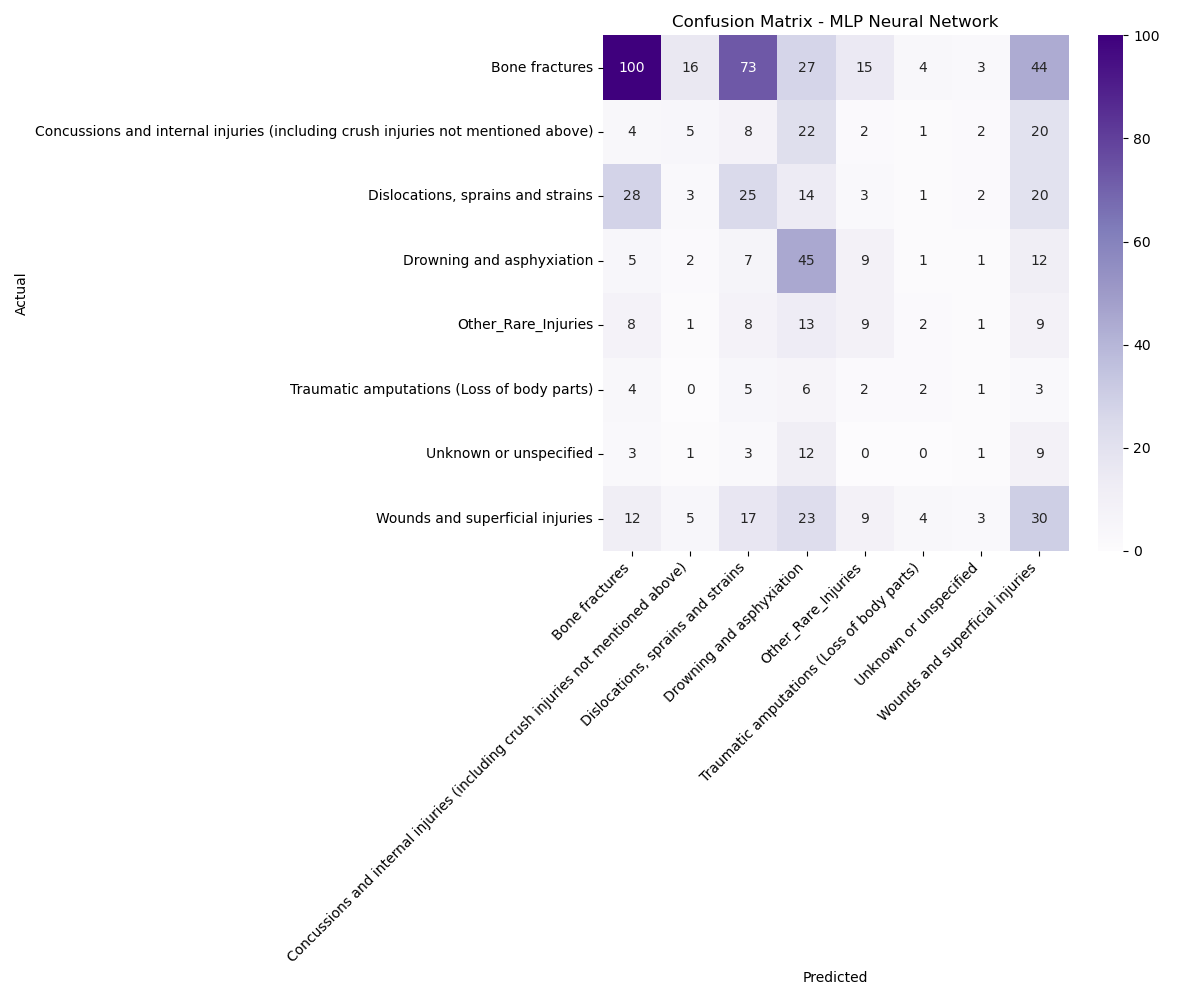 Confusion Matrix - MLP Neural Network
Actual
Bone fractures 100 16 73 27 15 4 3 44
Concussions and internal injuries (including crush injuries not mentioned above) 4 5 8 22 2 1 2 20
Dislocations, sprains and strains 28 3 25 14 3 1 2 20
Drowning and asphyxiation 5 2 7 45 9 1 1 12
Other_Rare_Injuries 8 1 8 13 9 2 1 9
Traumatic amputations (Loss of body parts) 4 0 5 6 2 2 1 3
Unknown or unspecified 3 1 3 12 0 0 1 9
Wounds and superficial injuries 12 5 17 23 9 4 3 30
Bone fractures
Concussions and internal injuries (including crush injuries not mentioned above)
Dislocations, sprains and strains
Drowning and asphyxiation
Other_Rare_Injuries
Traumatic amputations (Loss of body parts)
Unknown or unspecified
Wounds and superficial injuries
Predicted
100
80
60
40
20
0